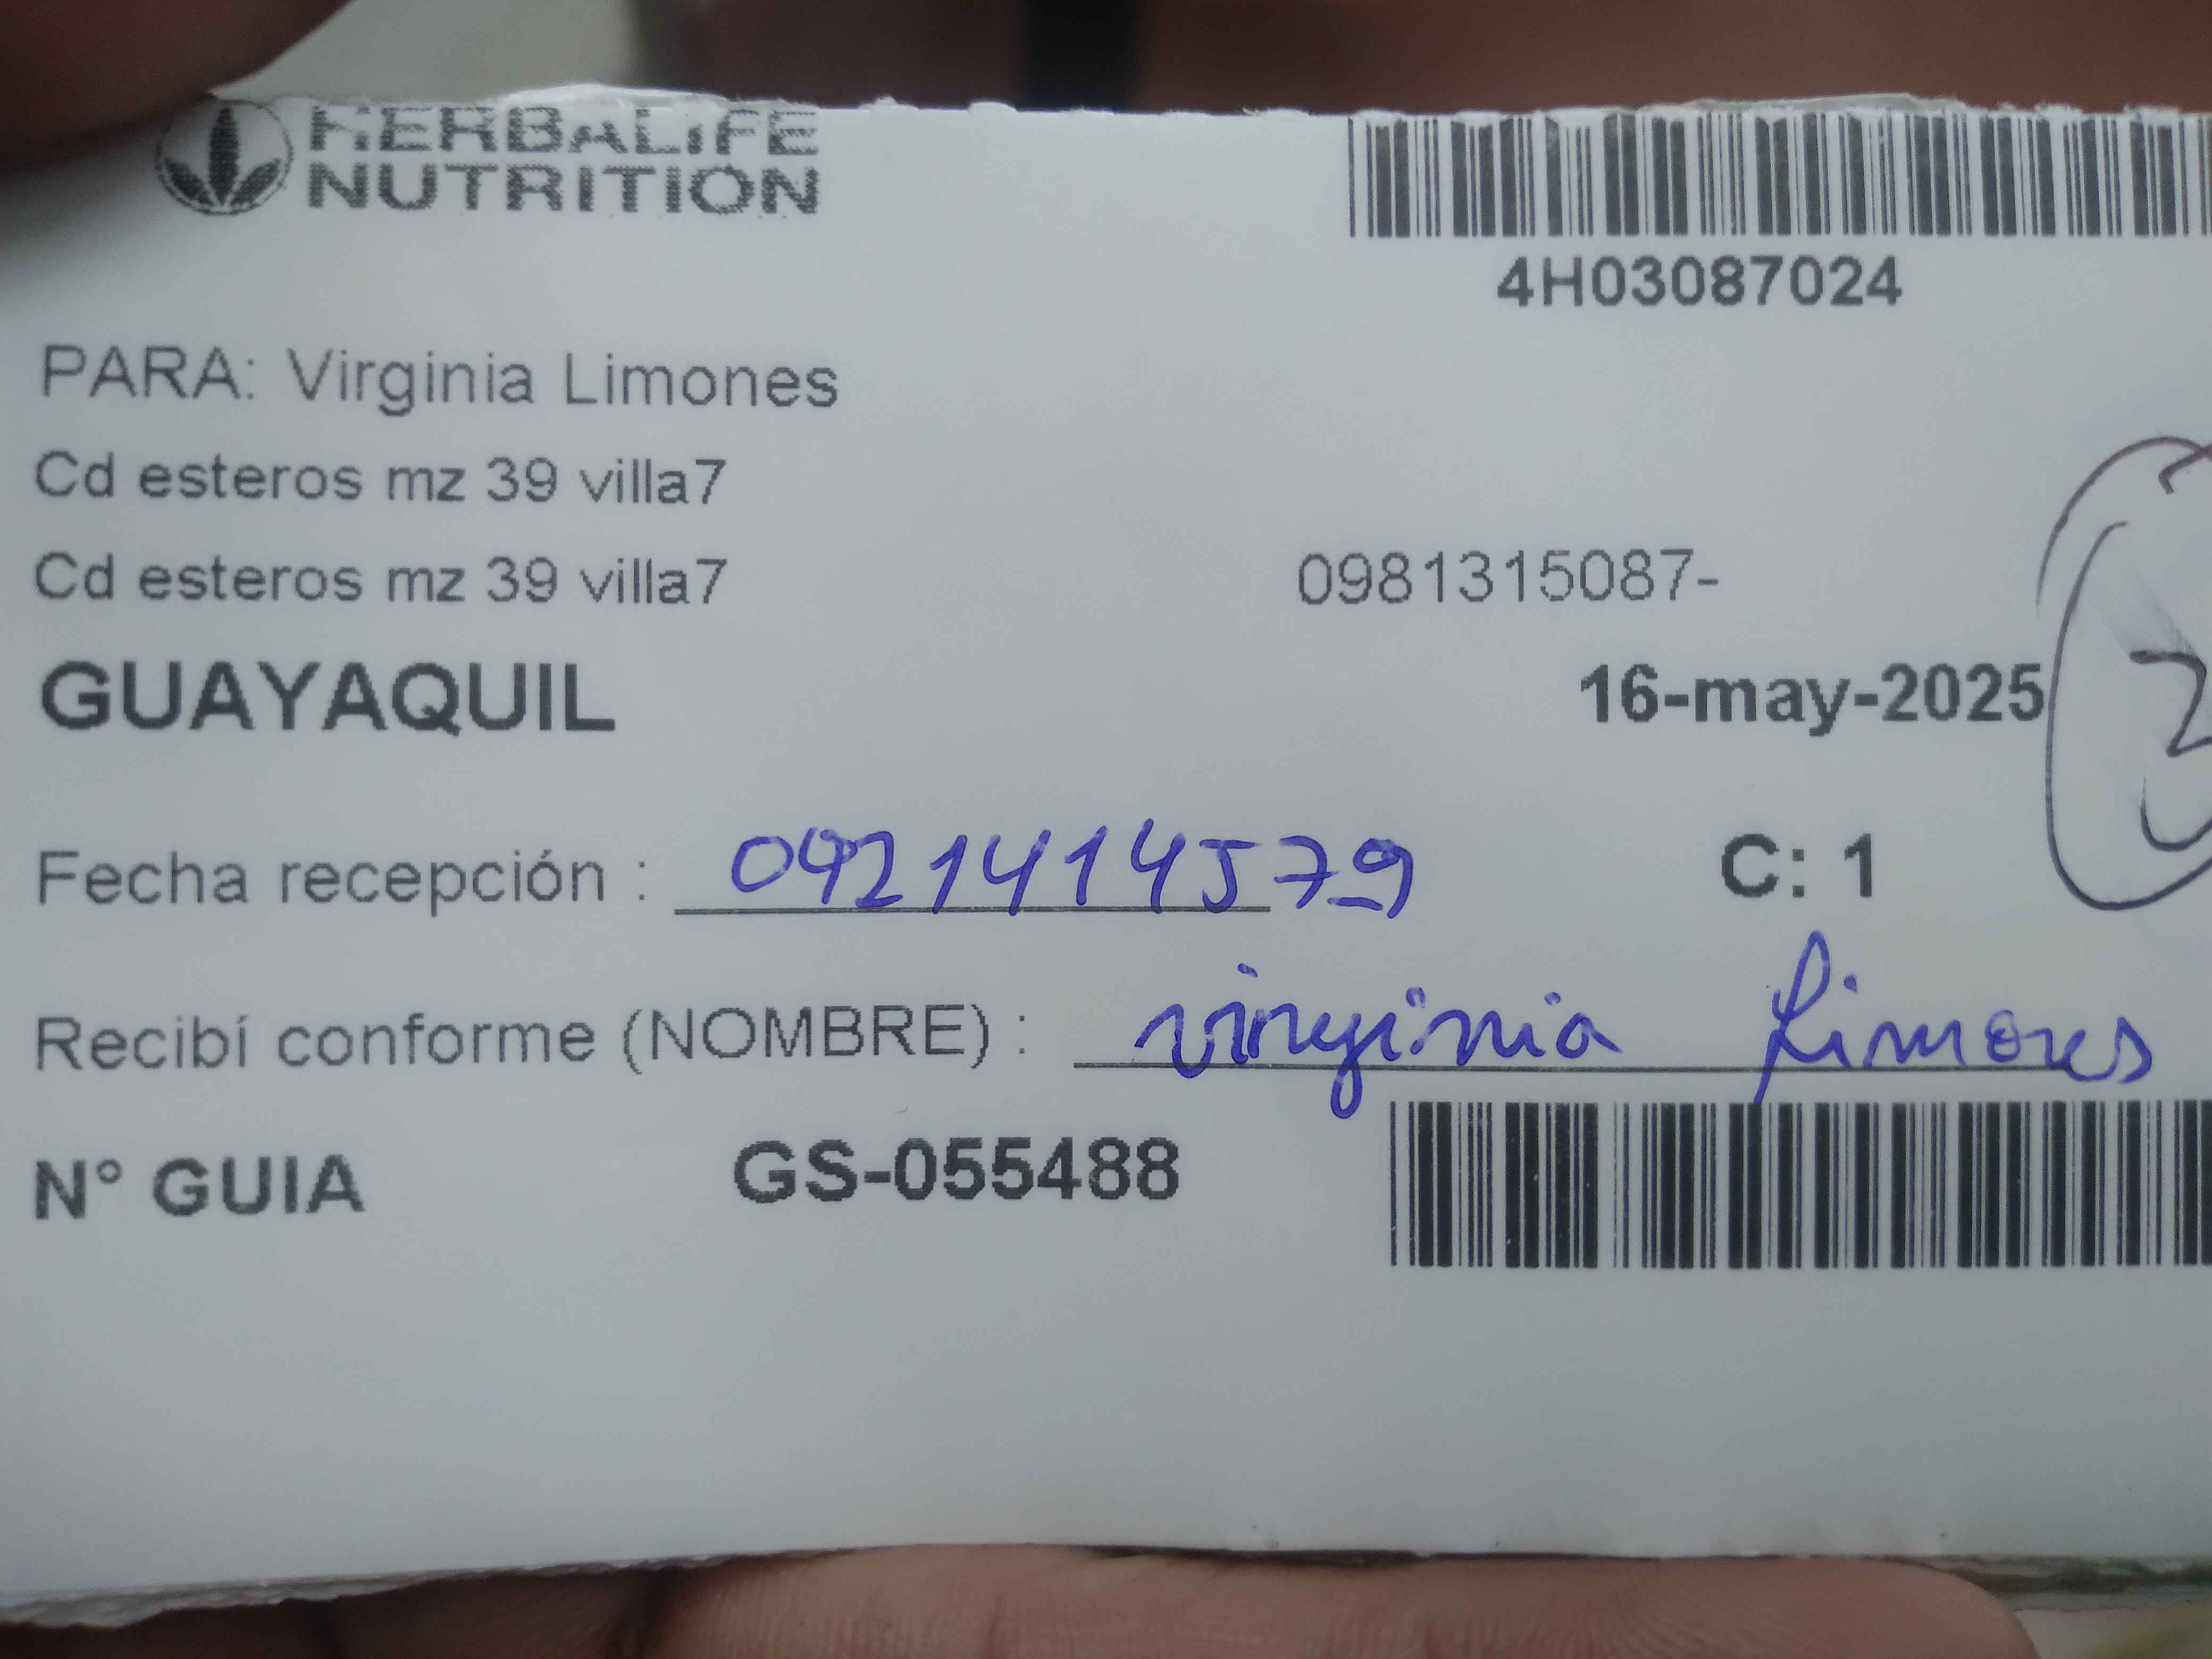 HERBALIFE
NUTRITION
4H03087024
PARA: Virginia Limones
Cd esteros mz 39 villa7
Cd esteros mz 39 villa7 0981315087-
GUAYAQUIL 16-may-2025
Fecha recepción : 0921414579 C: 1
Recibí conforme (NOMBRE) : virginia Limones
N° GUIA GS-055488